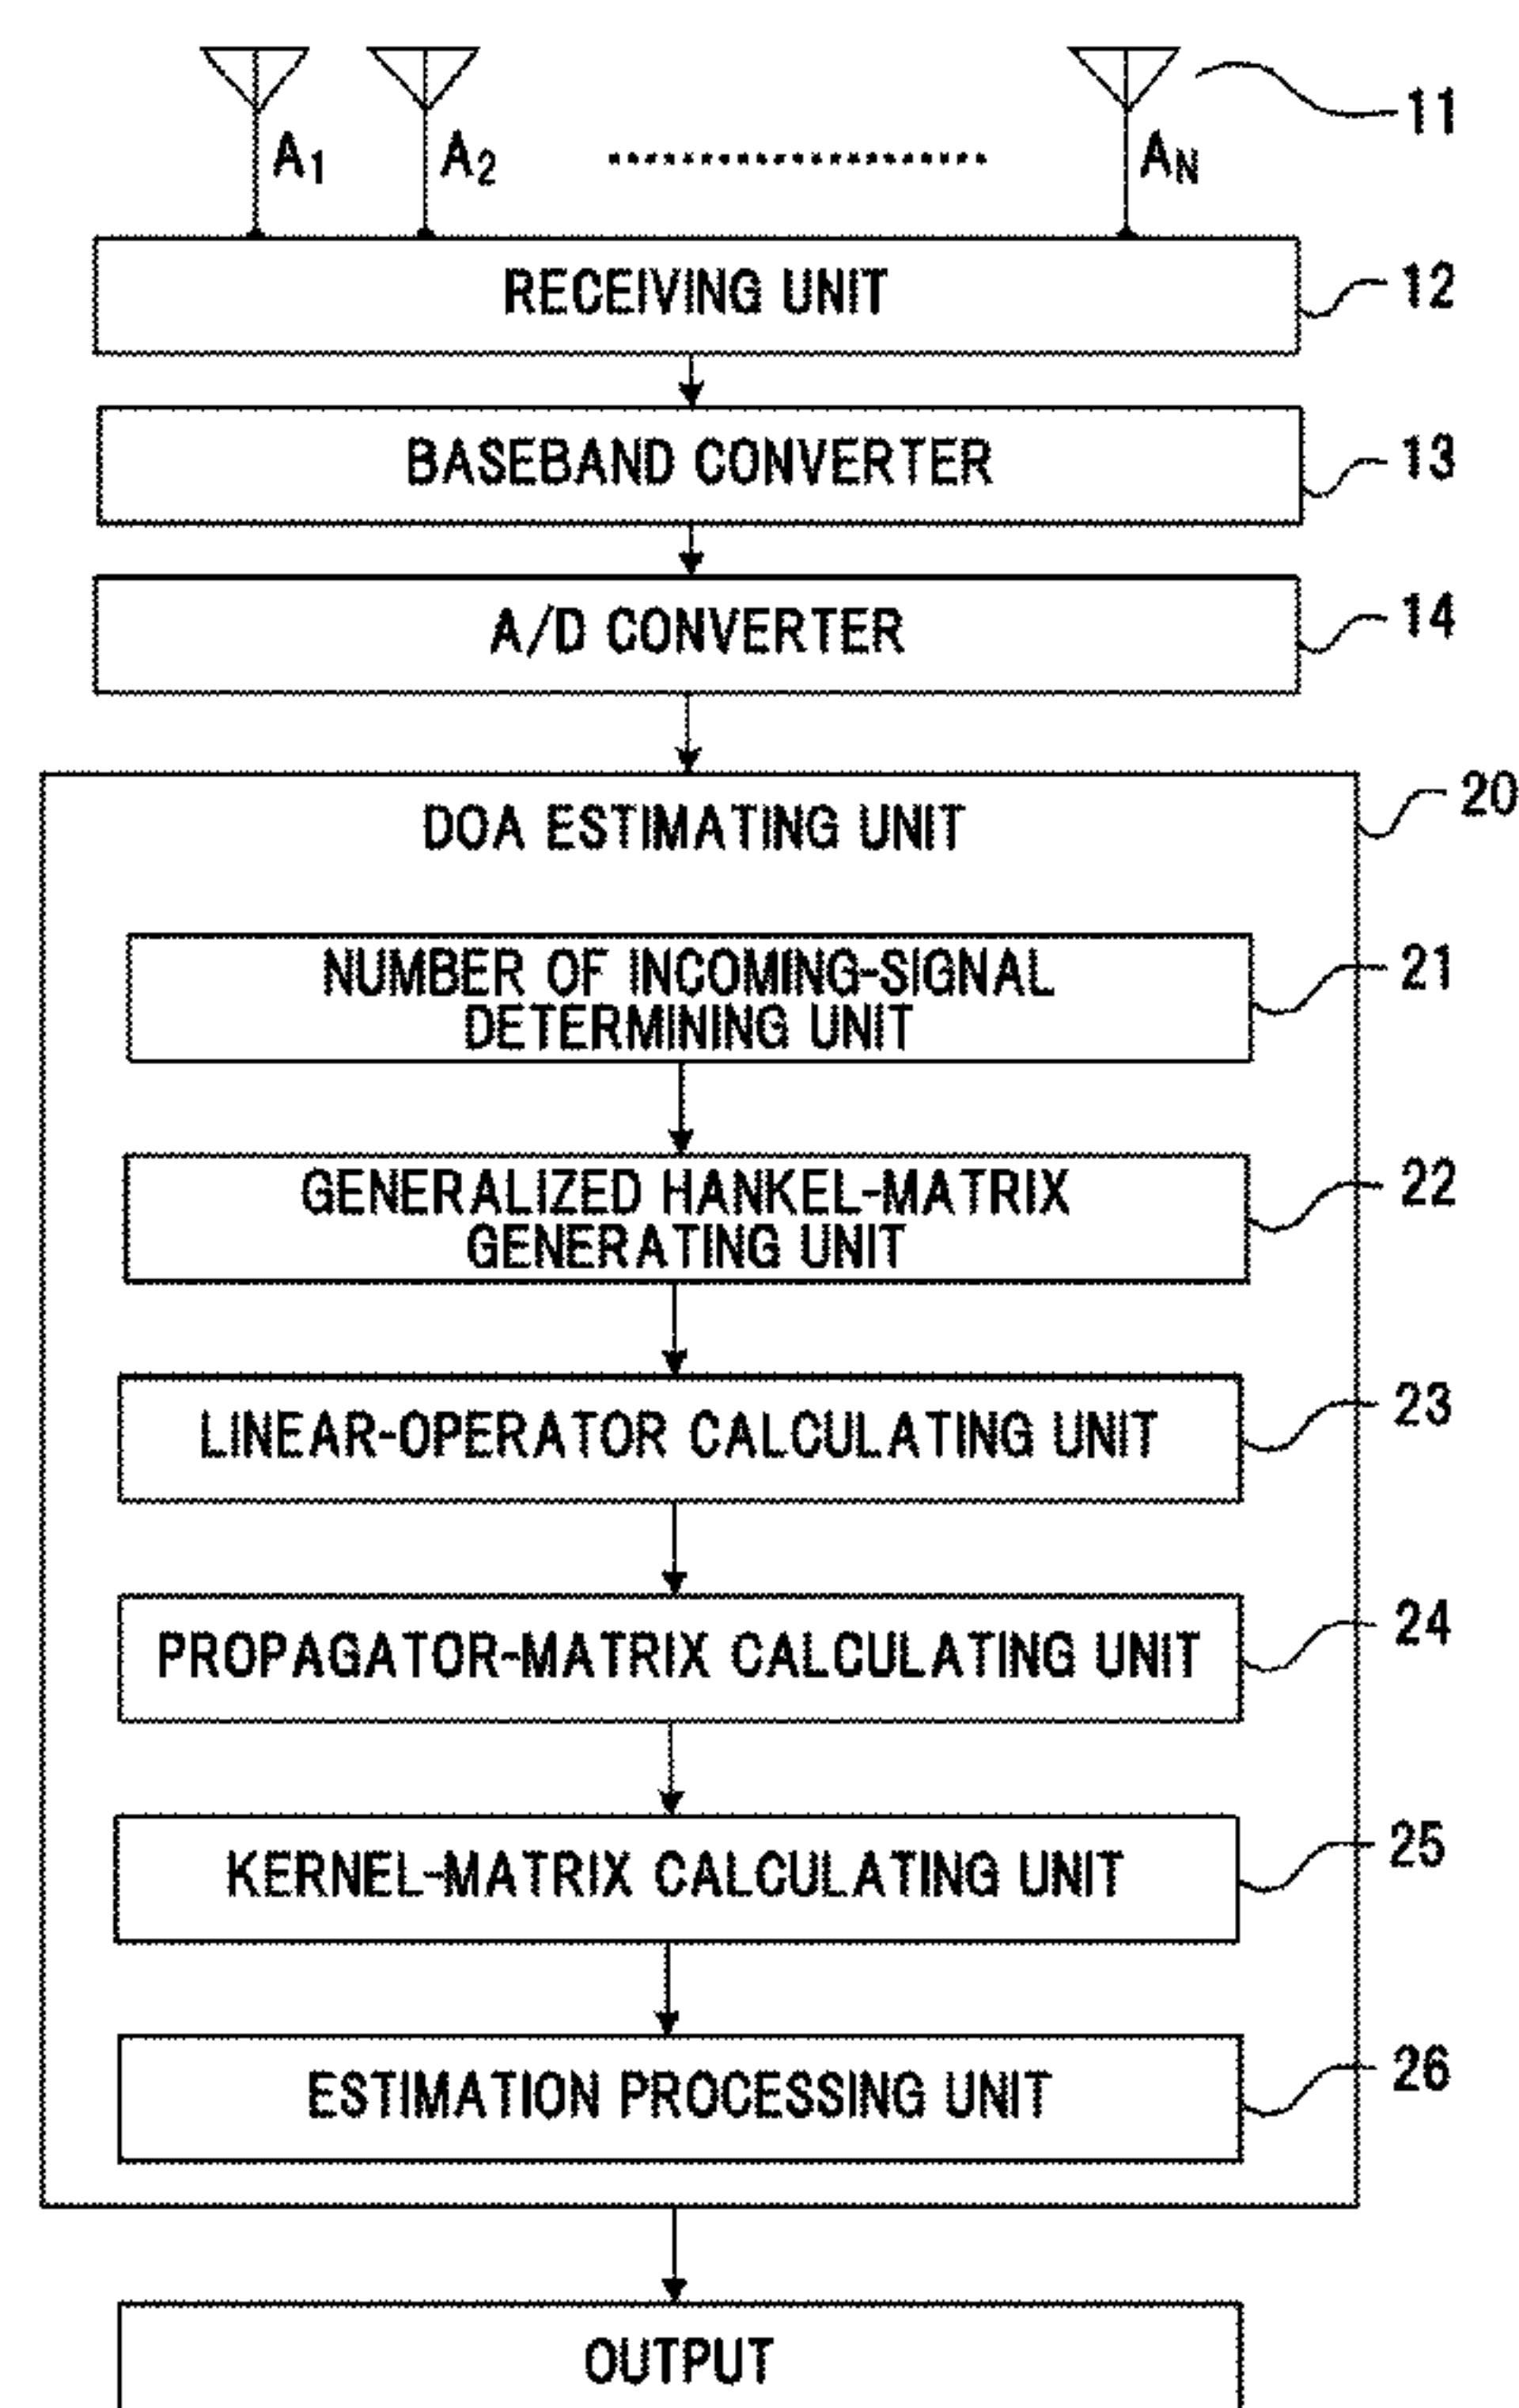 A1 A2 AN 11
RECEIVING UNIT 12
BASEBAND CONVERTER 13
A/D CONVERTER 14
20
DOA ESTIMATING UNIT
NUMBER OF INCOMING-SIGNAL 21
DETERMINING UNIT
GENERALIZED HANKEL-MATRIX 22
GENERATING UNIT
LINEAR-OPERATOR CALCULATING UNIT 23
PROPAGATOR-MATRIX CALCULATING UNIT 24
KERNEL-MATRIX CALCULATING UNIT 25
ESTIMATION PROCESSING UNIT 26
OUTPUT